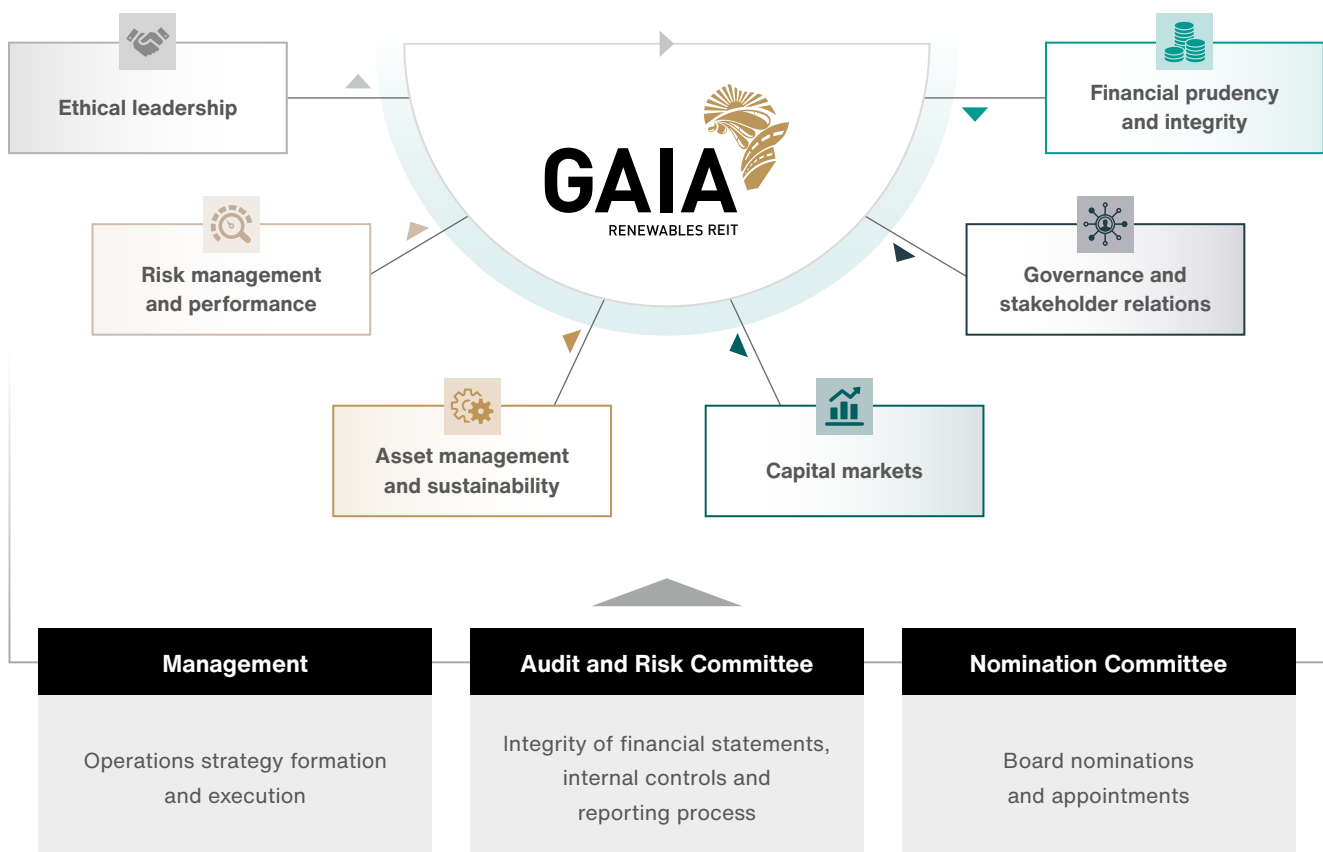 Ethical leadership
GAIA
RENEWABLES REIT
Financial prudency
and integrity
Risk management
and performance
Governance and
stakeholder relations
Asset management
and sustainability
Capital markets
Management
Operations strategy formation
and execution
Audit and Risk Committee
Integrity of financial statements,
internal controls and
reporting process
Nomination Committee
Board nominations
and appointments